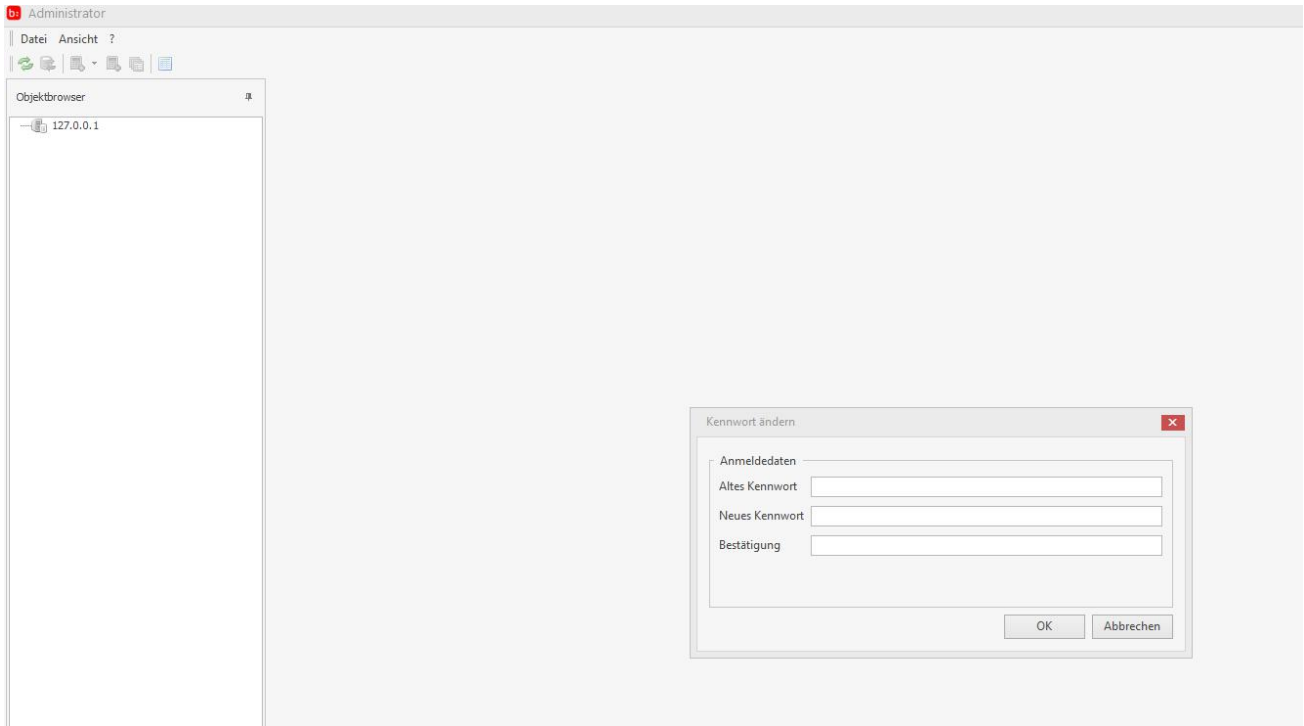 b: Administrator
Datei Ansicht ?
Objektbrowser
127.0.0.1
Kennwort ändern
Anmeldedaten
Altes Kennwort
Neues Kennwort
Bestätigung
OK Abbrechen